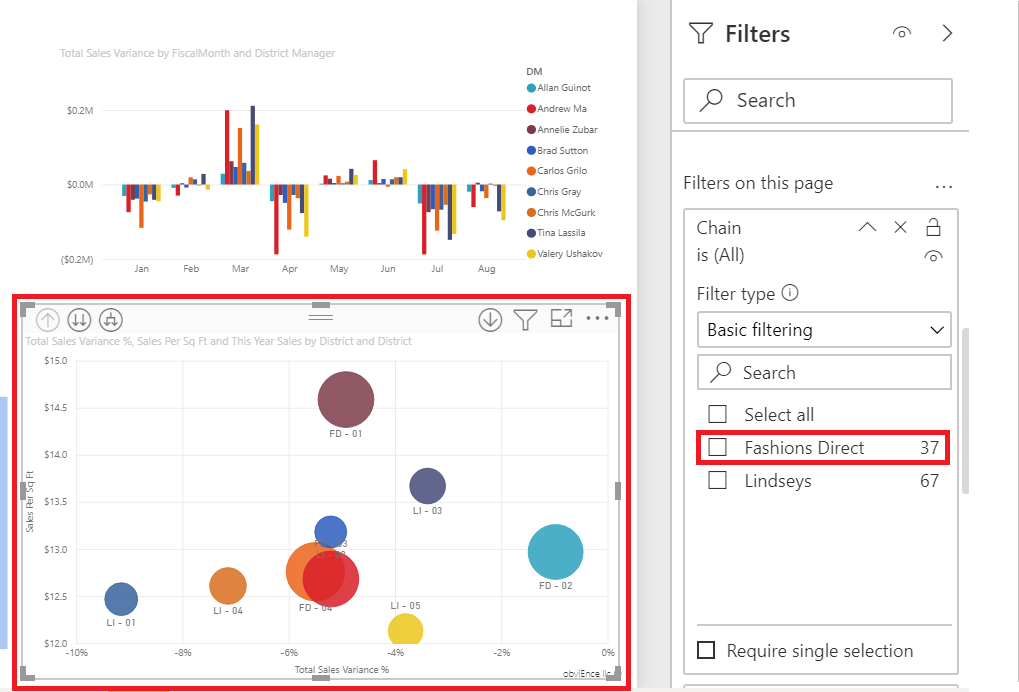 Total Sales Variance by FiscalMonth and District Manager
DM
Allan Guinot
Andrew Ma
Annelie Zubar
Brad Sutton
Carlos Grilo
Chris Gray
Chris McGurk
Tina Lassila
Valery Ushakov
$0.2M
$0.0M
($0.2M)
Jan Feb Mar Apr May Jun Jul Aug
Total Sales Variance %, Sales Per Sq Ft and This Year Sales by District and District
Sales Per Sq Ft
$15.0
$14.5
$14.0
$13.5
$13.0
$12.5
$12.0
FD - 01
LI - 03
FD - 02
LI - 04
FD - 04
LI - 05
LI - 01
-10% -8% -6% -4% -2% 0%
Total Sales Variance %
obviEnce llc
Filters
Search
Filters on this page
...
Chain
is (All)
Filter type
Basic filtering
Search
Select all
Fashions Direct 37
Lindseys 67
Require single selection